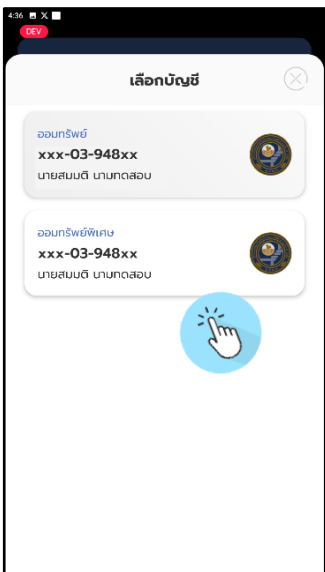 4:36
DEV
เลือกบัญชี
ออมทรัพย์
xxx-03-948xx
นายสมมติ นามทดสอบ
ออมทรัพย์พิเศษ
xxx-03-948xx
นายสมมติ นามทดสอบ